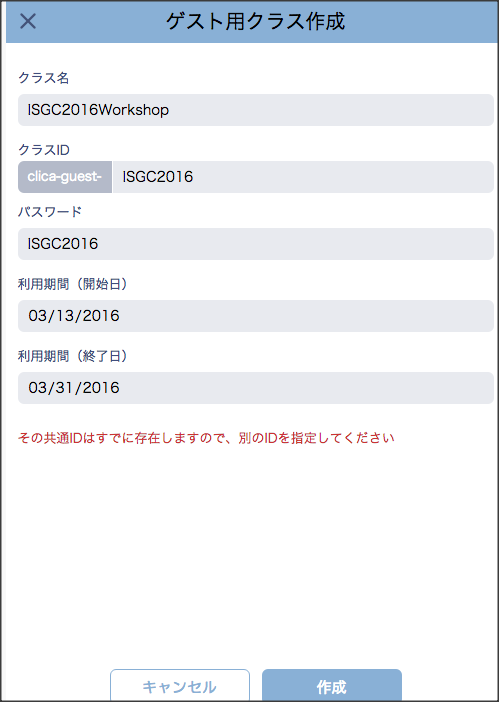 ゲスト用クラス作成
クラス名
ISGC2016Workshop
クラスID
clica-guest- ISGC2016
パスワード
ISGC2016
利用期間（開始日）
03/13/2016
利用期間（終了日）
03/31/2016
その共通IDはすでに存在しますので、別のIDを指定してください
キャンセル 作成